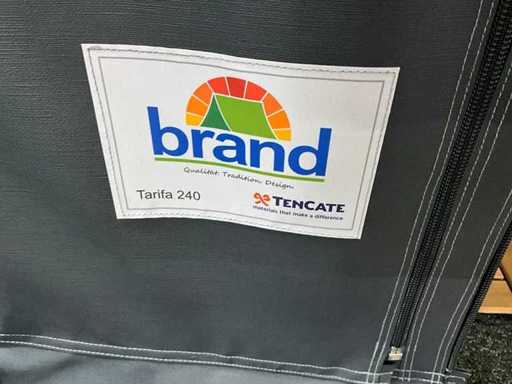 brand
Qualität. Tradition. Design.
Tarifa 240
TENCATE
materials that make a difference